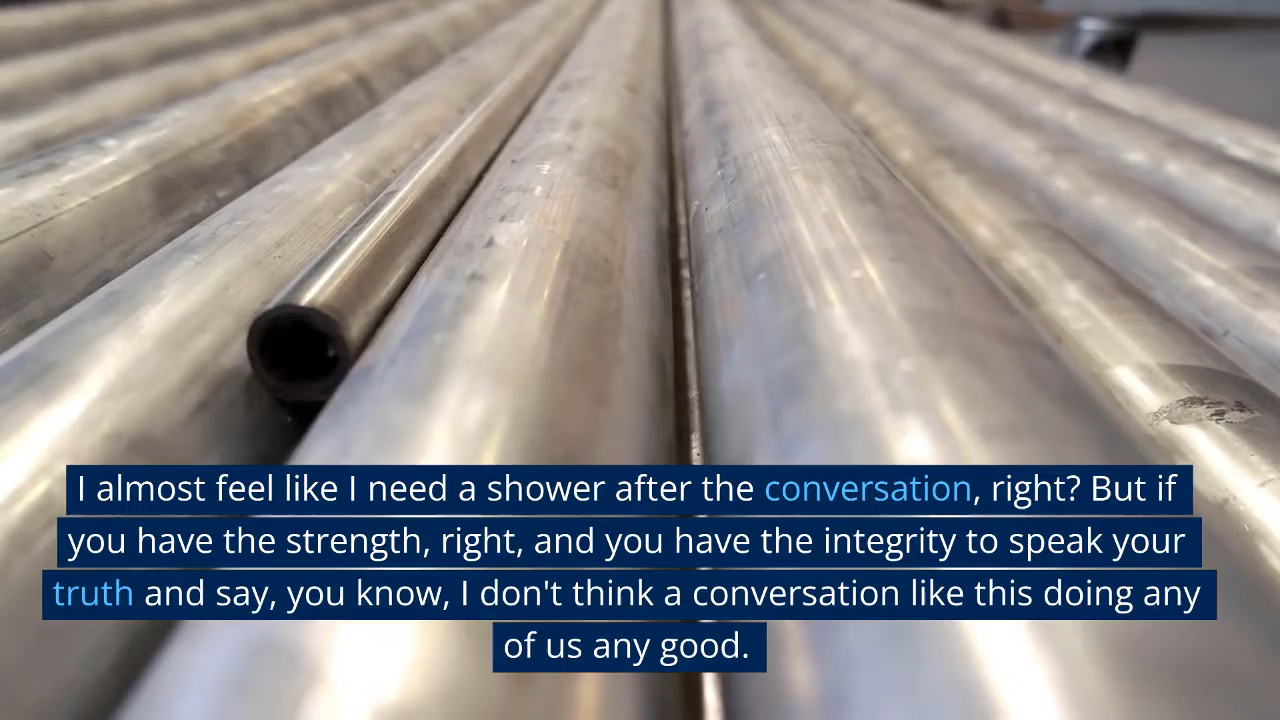 I almost feel like I need a shower after the conversation, right? But if
you have the strength, right, and you have the integrity to speak your
truth and say, you know, I don't think a conversation like this doing any
of us any good.